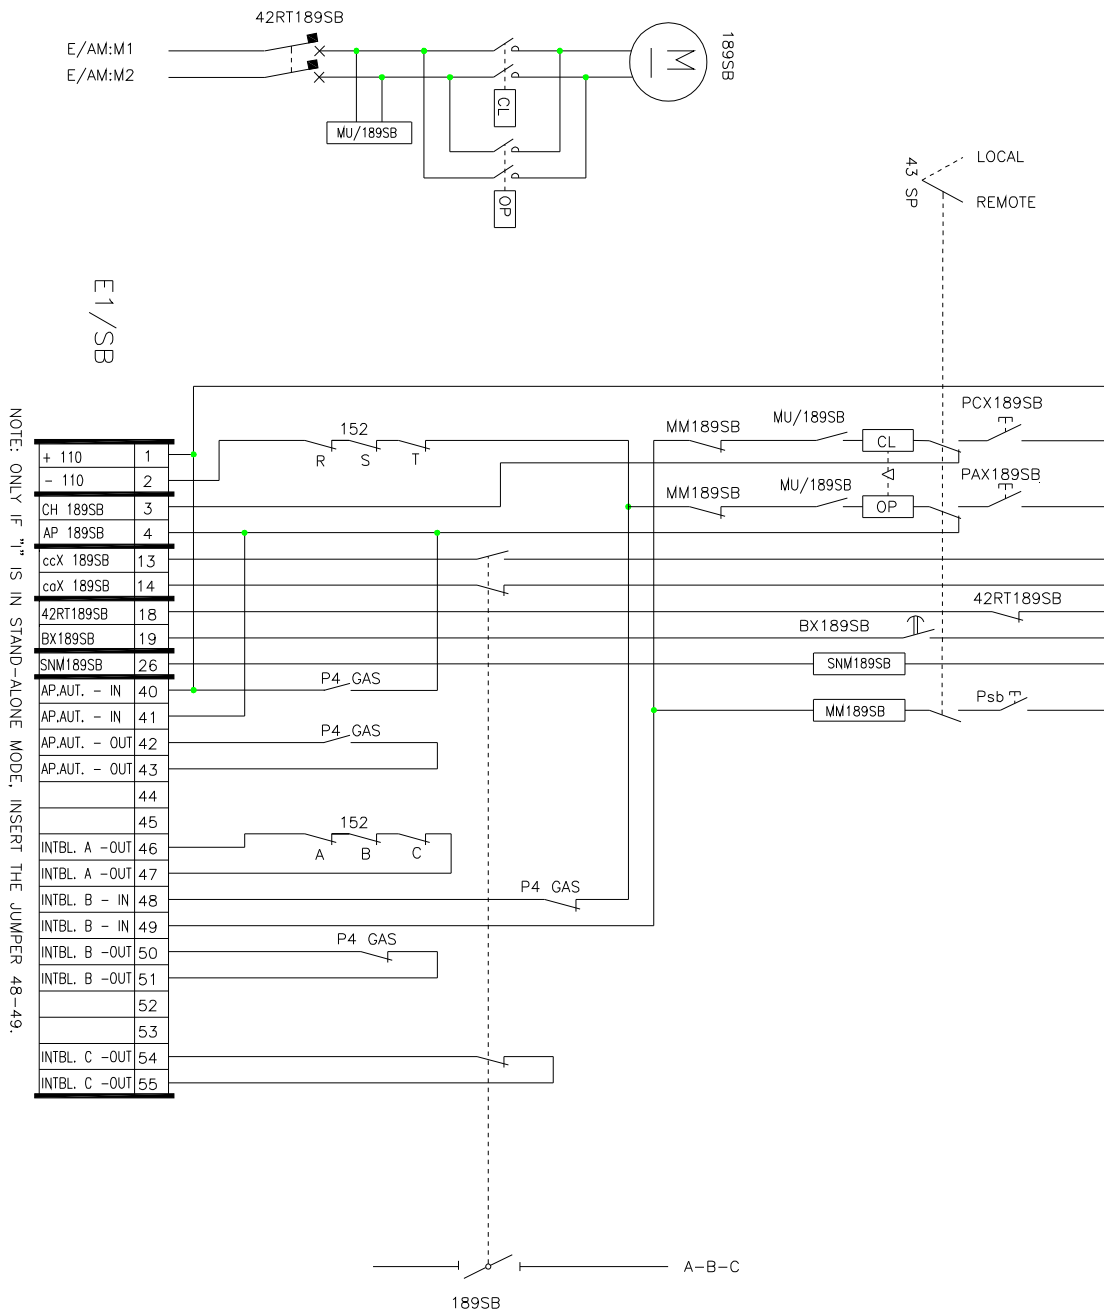 42RT189SB
E/AM:M1
E/AM:M2
M
189SB
CL
MU/189SB
OP
43 SP
LOCAL
REMOTE
E1/SB
NOTE: ONLY IF "I" IS IN STAND-ALONE MODE, INSERT THE JUMPER 48-49.
PCX189SB
MU/189SB
MM189SB
CL
152
R S T
+ 110 1
- 110 2
PAX189SB
MU/189SB
MM189SB
OP
CH 189SB 3
AP 189SB 4
ccX 189SB 13
caX 189SB 14
42RT189SB
42RT189SB 18
BX189SB
BX189SB 19
SNM189SB 26
SNM189SB
P4 GAS
AP.AUT. - IN 40
Psb
MM189SB
AP.AUT. - IN 41
P4 GAS
AP.AUT. - OUT 42
AP.AUT. - OUT 43
44
45
152
INTBL. A -OUT 46
A B C
INTBL. A -OUT 47
P4 GAS
INTBL. B - IN 48
INTBL. B - IN 49
P4 GAS
INTBL. B -OUT 50
INTBL. B -OUT 51
52
53
INTBL. C -OUT 54
INTBL. C -OUT 55
A-B-C
189SB